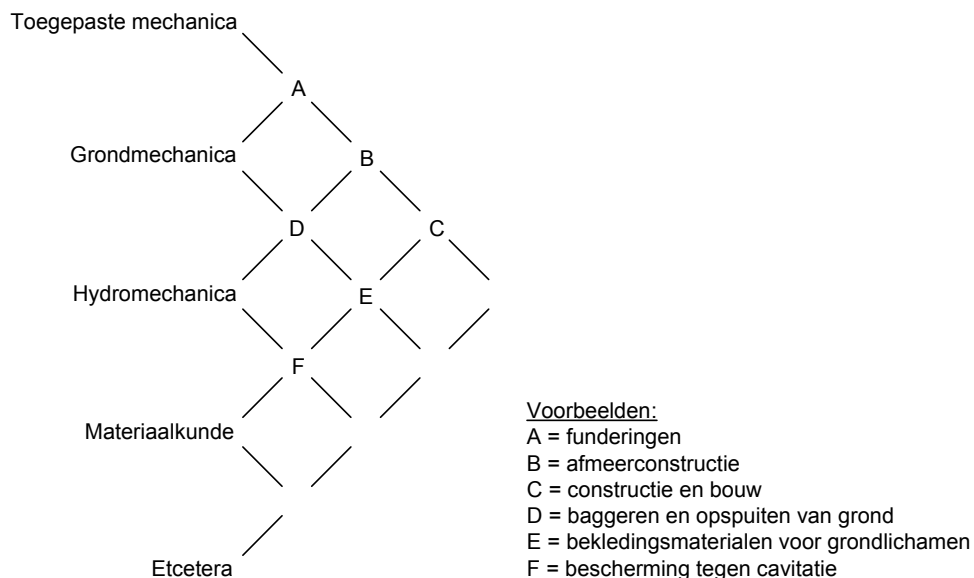 Toegepaste mechanica
A
Grondmechanica
B
D
C
Hydromechanica
E
F
Materiaalkunde
Etcetera
Voorbeelden:
A = funderingen
B = afmeerconstructie
C = constructie en bouw
D = baggeren en opspuiten van grond
E = bekledingsmaterialen voor grondlichamen
F = bescherming tegen cavitatie